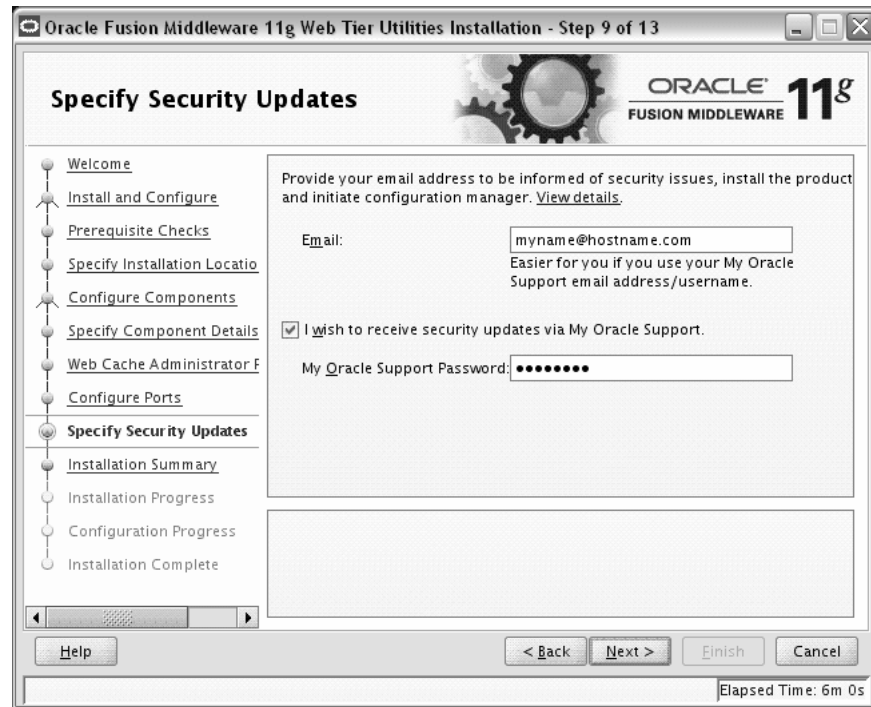 Oracle Fusion Middleware 11g Web Tier Utilities Installation - Step 9 of 13
Specify Security Updates
ORACLE
FUSION MIDDLEWARE
11g
Welcome
Install and Configure
Prerequisite Checks
Specify Installation Locatio
Configure Components
Specify Component Details
Web Cache Administrator P
Configure Ports
Specify Security Updates
Installation Summary
Installation Progress
Configuration Progress
Installation Complete
Provide your email address to be informed of security issues, install the product
and initiate configuration manager. View details.
Email: myname@hostname.com
Easier for you if you use your My Oracle
Support email address/username.
I wish to receive security updates via My Oracle Support.
My Oracle Support Password: ●●●●●●●●
Help < Back Next > Finish Cancel
Elapsed Time: 6m 0s